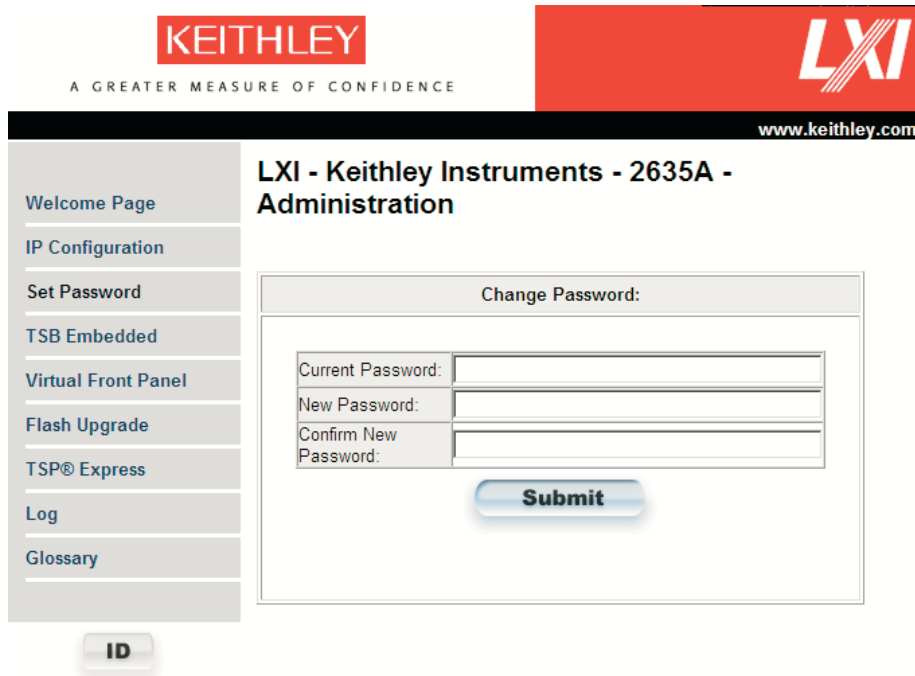 KEITHLEY
A GREATER MEASURE OF CONFIDENCE
LXI
www.keithley.com
Welcome Page
IP Configuration
Set Password
TSB Embedded
Virtual Front Panel
Flash Upgrade
TSP® Express
Log
Glossary
ID
LXI - Keithley Instruments - 2635A -
Administration
Change Password:
Current Password:
New Password:
Confirm New
Password:
Submit